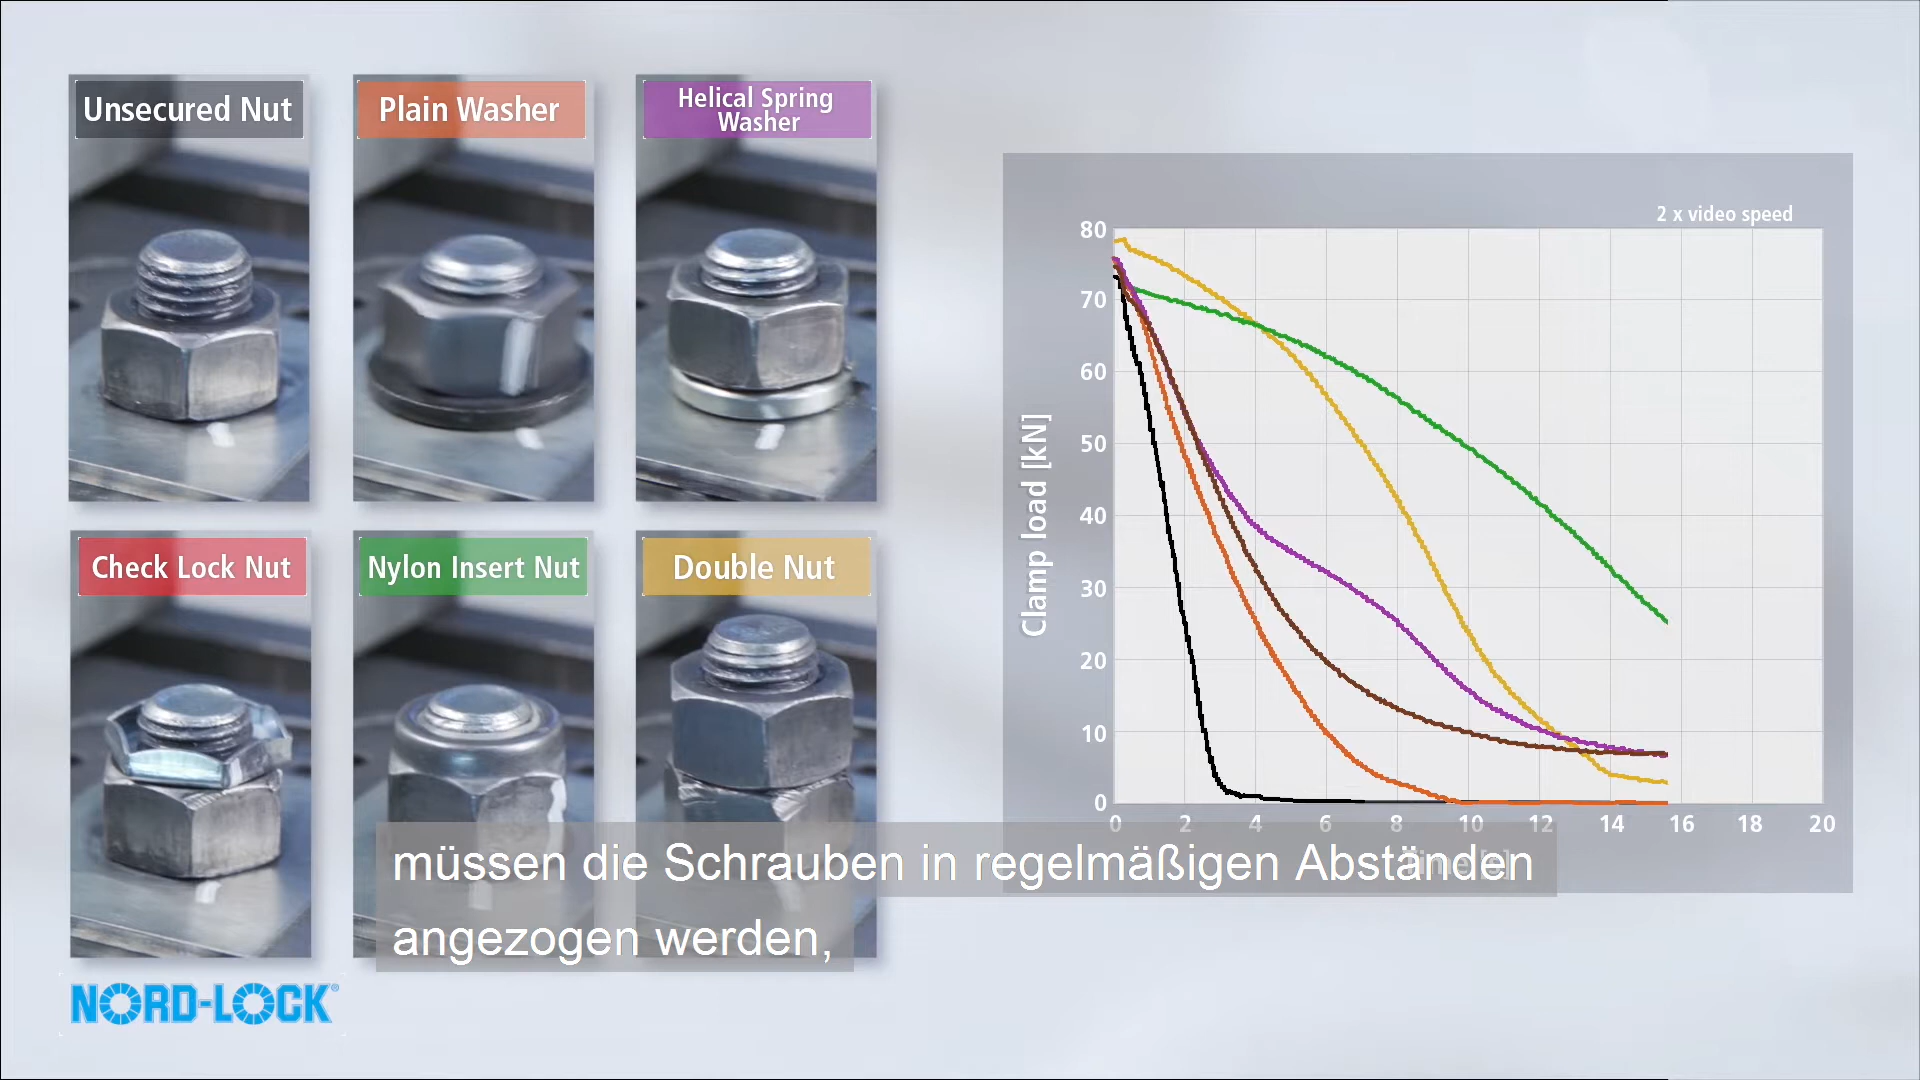 Unsecured Nut
Plain Washer
Helical Spring
Washer
Check Lock Nut
Nylon Insert Nut
Double Nut
NORD-LOCK®
2 x video speed
Clamp load [kN]
80
70
60
50
40
30
20
10
0
0 2 4 6 8 10 12 14 16 18 20
müssen die Schrauben in regelmäßigen Abständen
angezogen werden,